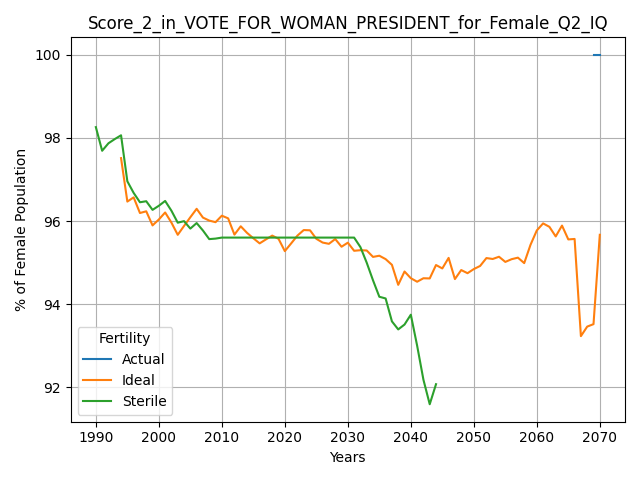 Score_2_in_VOTE_FOR_WOMAN_PRESIDENT_for_Female_Q2_IQ
100
98
96
94
92
% of Female Population
Fertility
Actual
Ideal
Sterile
1990 2000 2010 2020 2030 2040 2050 2060 2070
Years